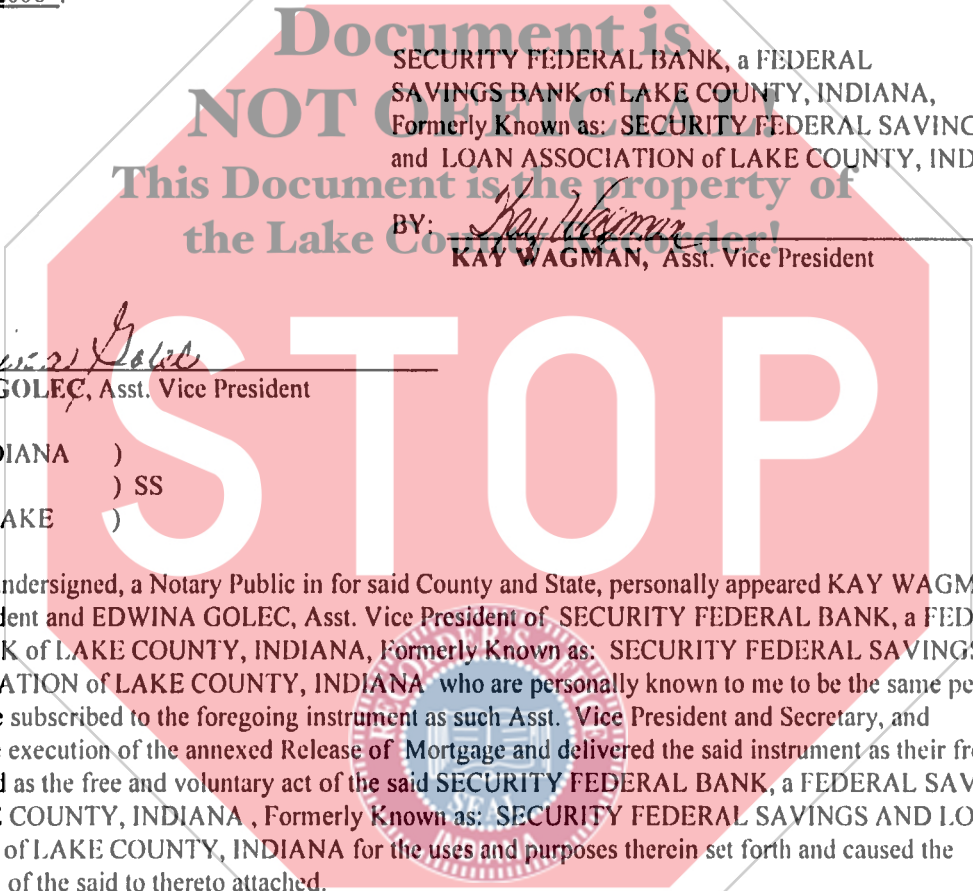 Document is
NOT OFFICIAL!
This Document is the property of
the Lake County Recorder!
SECURITY FEDERAL BANK, a FEDERAL
SAVINGS BANK of LAKE COUNTY, INDIANA,
Formerly Known as: SECURITY FEDERAL SAVING
and LOAN ASSOCIATION of LAKE COUNTY, IND
BY: Kay Wagman
KAY WAGMAN, Asst. Vice President
Golec
GOLEC, Asst. Vice President
STOP
DIANA )
) SS
AKE )
ndersigned, a Notary Public in for said County and State, personally appeared KAY WAGM
dent and EDWINA GOLEC, Asst. Vice President of SECURITY FEDERAL BANK, a FED
K of LAKE COUNTY, INDIANA, Formerly Known as: SECURITY FEDERAL SAVINGS
ATION of LAKE COUNTY, INDIANA who are personally known to me to be the same pe
e subscribed to the foregoing instrument as such Asst. Vice President and Secretary, and
e execution of the annexed Release of Mortgage and delivered the said instrument as their fre
d as the free and voluntary act of the said SECURITY FEDERAL BANK, a FEDERAL SAV
E COUNTY, INDIANA , Formerly Known as: SECURITY FEDERAL SAVINGS AND LO
of LAKE COUNTY, INDIANA for the uses and purposes therein set forth and caused the
of the said to thereto attached.
SEAL
INDIANA